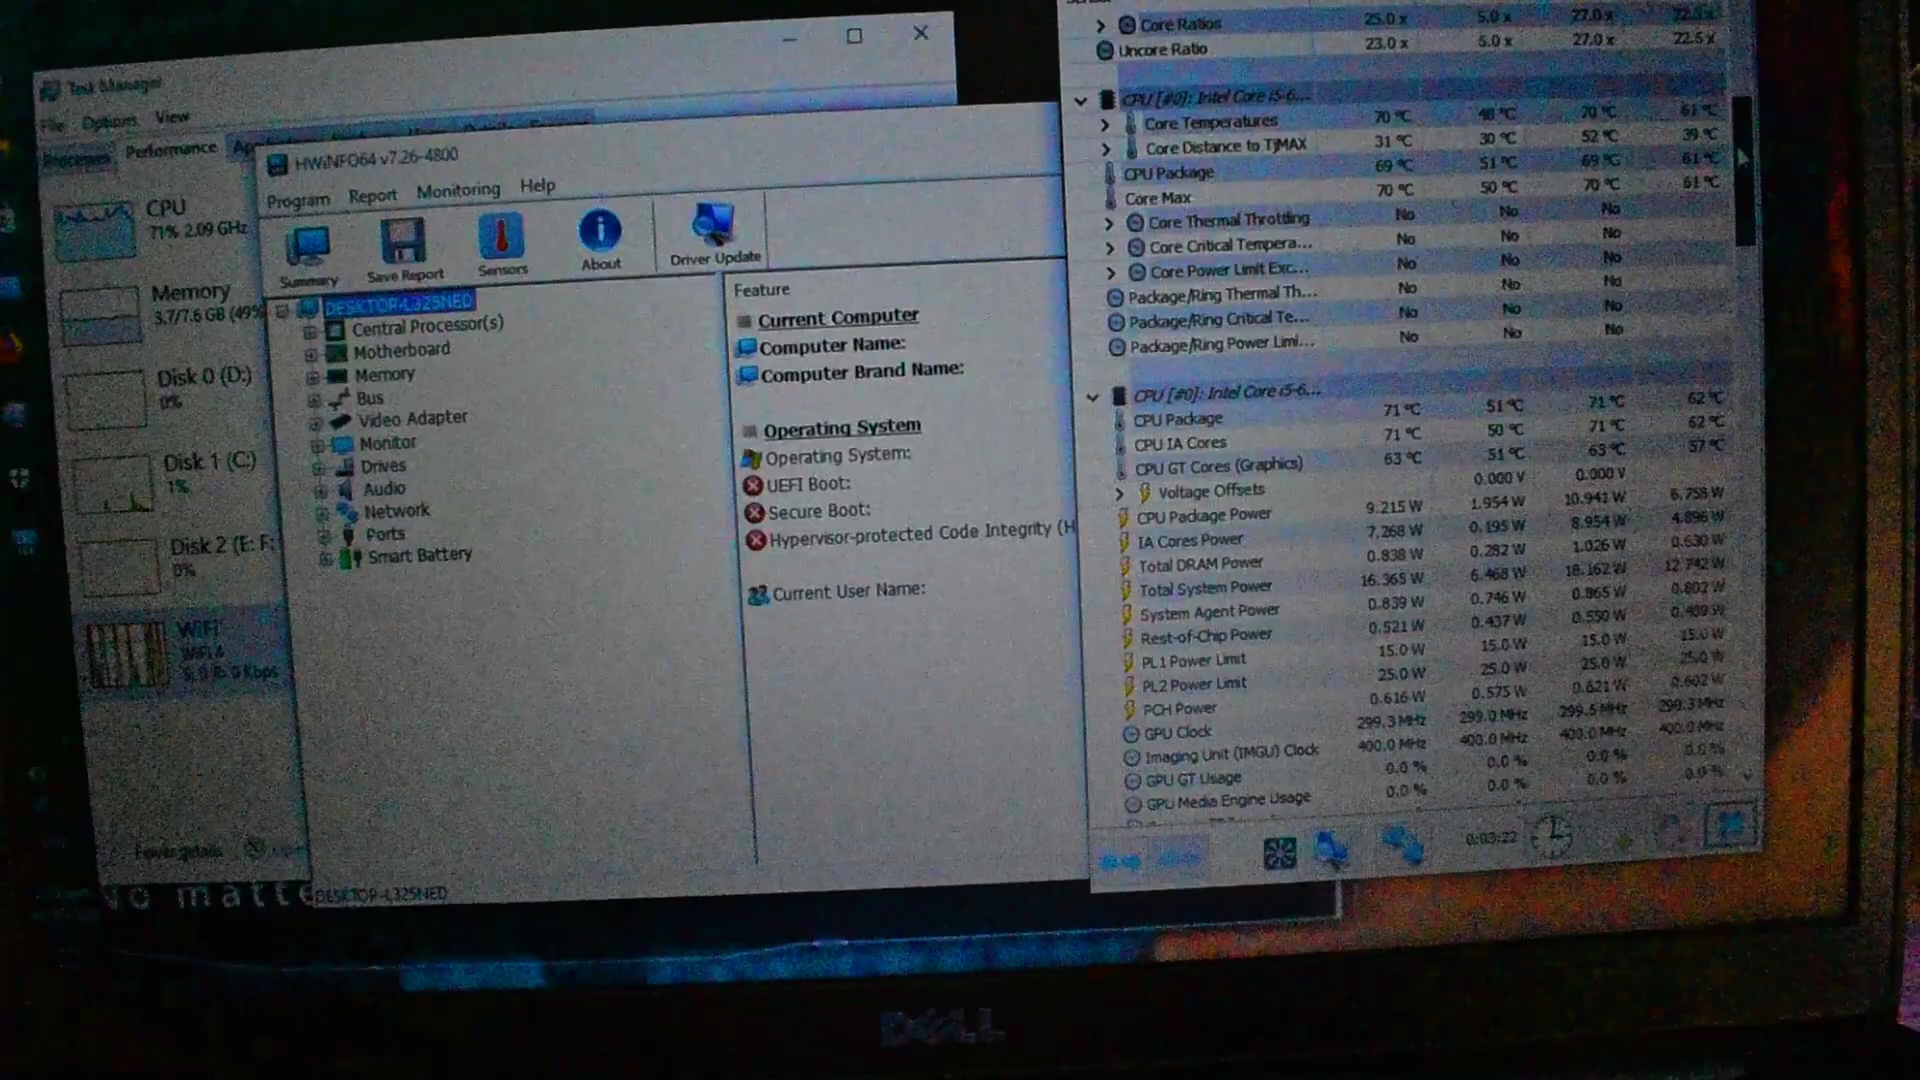 Task Manager
File Options View
Processes Performance
CPU
71% 2.09 GHz
Memory
3.7/7.6 GB (49%
Disk 0 (D:)
0%
Disk 1 (C:)
1%
Disk 2 (E: F:
0%
WiFi
Fewer details
No matte
HWiNFO64 v7.26-4800
Program Report Monitoring Help
Summary Save Report Sensors About Driver Update
DESKTOP-L325NED
Central Processor(s)
Motherboard
Memory
Bus
Video Adapter
Monitor
Drives
Audio
Network
Ports
Smart Battery
DESKTOP-L325NED
Feature
Current Computer
Computer Name:
Computer Brand Name:
Operating System
Operating System:
UEFI Boot:
Secure Boot:
Hypervisor-protected Code Integrity (H
Current User Name:
Core Ratios 25.0 x 5.0 x 27.0 x
Uncore Ratio 23.0 x 5.0 x 27.0 x 22.5 x
CPU [#0]: Intel Core i5-6...
Core Temperatures 70 °C 70 °C 61 °C
Core Distance to TjMAX 31 °C 30 °C 52 °C 39 °C
CPU Package 69 °C 51 °C 69 °C 61 °C
Core Max 70 °C 50 °C 70 °C 61 °C
Core Thermal Throttling No No No
Core Critical Tempera... No No No
Core Power Limit Exc... No No No
Package/Ring Thermal Th... No No No
Package/Ring Critical Te... No No No
Package/Ring Power Limi... No No No
CPU [#0]: Intel Core i5-6...
CPU Package 71 °C 51 °C 71 °C 62 °C
CPU IA Cores 71 °C 50 °C 71 °C 62 °C
CPU GT Cores (Graphics) 63 °C 51 °C 63 °C 57 °C
Voltage Offsets 0.000 V 0.000 V
CPU Package Power 9.215 W 1.954 W 10.941 W 6.758 W
IA Cores Power 7.268 W 0.195 W 8.954 W 4.896 W
Total DRAM Power 0.838 W 0.282 W 1.026 W 0.630 W
Total System Power 16.365 W 6.468 W 18.162 W 12.742 W
System Agent Power 0.839 W 0.746 W 0.865 W 0.802 W
Rest-of-Chip Power 0.521 W 0.437 W 0.550 W 0.489 W
PL1 Power Limit 15.0 W 15.0 W 15.0 W 15.0 W
PL2 Power Limit 25.0 W 25.0 W 25.0 W 25.0 W
PCH Power 0.616 W 0.575 W 0.621 W 0.602 W
GPU Clock 299.3 MHz 299.0 MHz 299.5 MHz 299.3 MHz
Imaging Unit (IMGU) Clock 400.0 MHz 400.0 MHz 400.0 MHz 400.0 MHz
GPU GT Usage 0.0 % 0.0 % 0.0 % 0.0 %
GPU Media Engine Usage 0.0 % 0.0 % 0.0 % 0.0 %
0:03:22
DELL